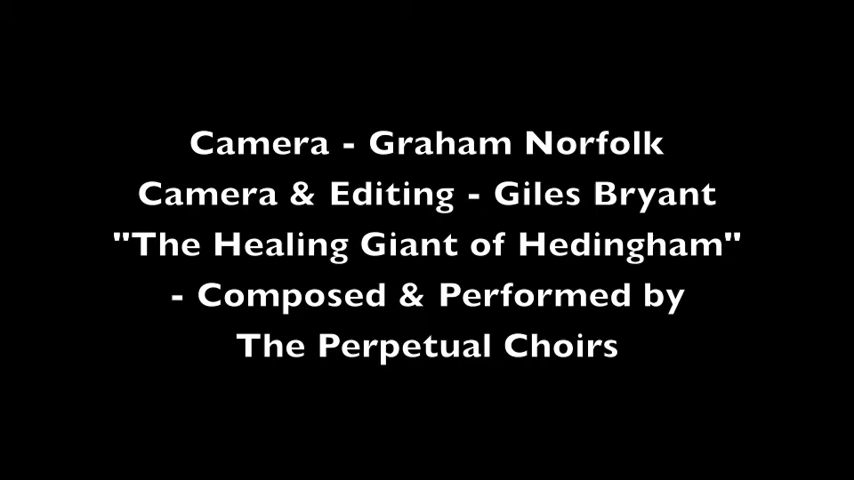 Camera - Graham Norfolk
Camera & Editing - Giles Bryant
"The Healing Giant of Hedingham"
- Composed & Performed by
The Perpetual Choirs